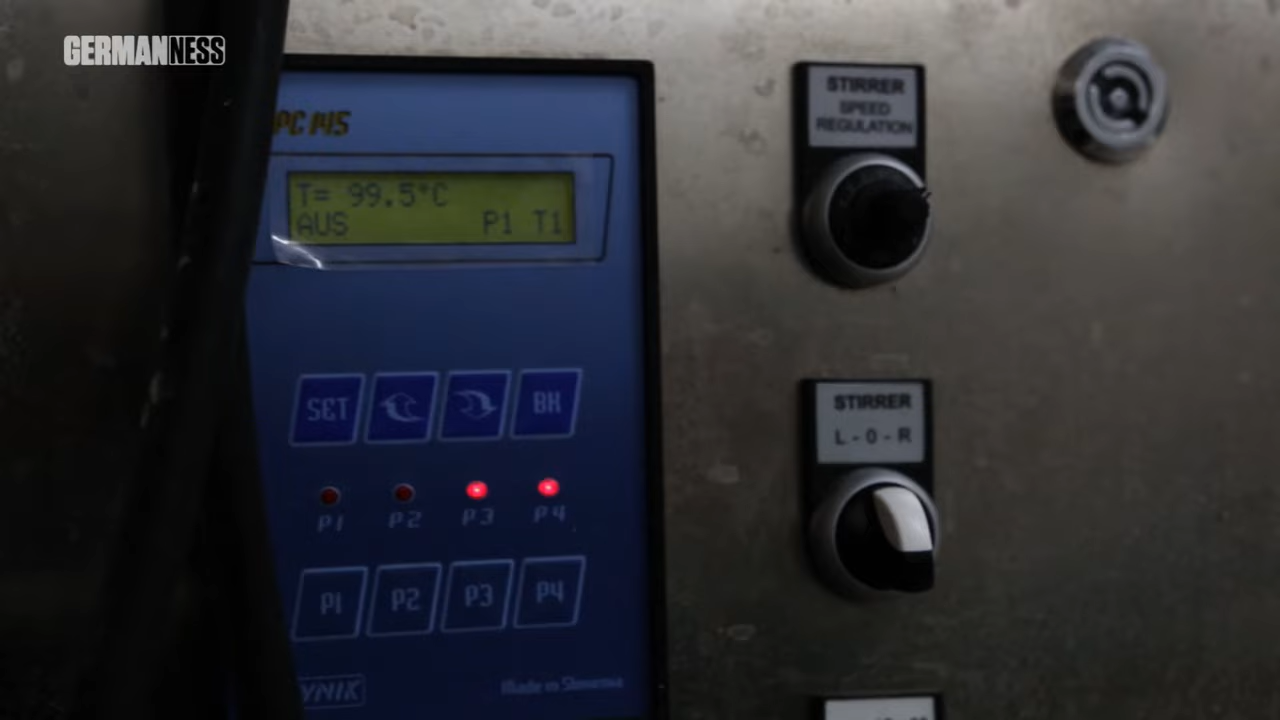 GERMANNESS
PC 145
T= 99.5°C
AUS P1 T1
SET
BK
P1 P2 P3 P4
P1 P2 P3 P4
YNIK
Made in Slovenia
STIRRER
SPEED
REGULATION
STIRRER
L - 0 - R